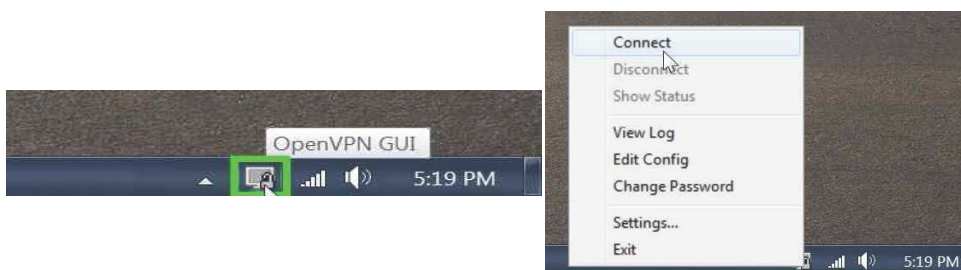 OpenVPN GUI
5:19 PM
Connect
Disconnect
Show Status
View Log
Edit Config
Change Password
Settings...
Exit
5:19 PM